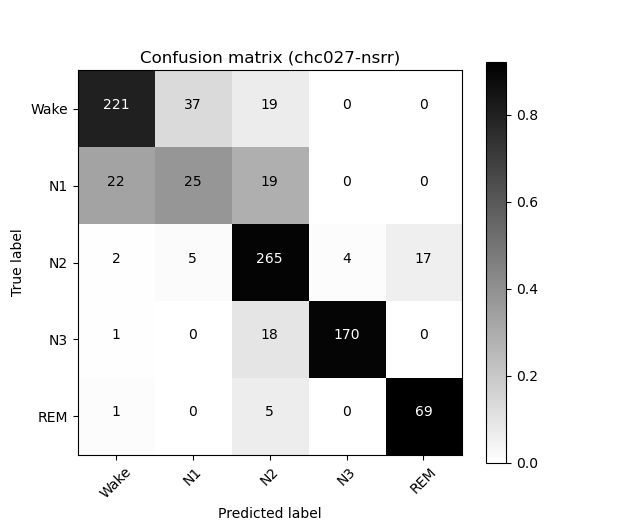 Confusion matrix (chc027-nsrr)
True label
Wake 221 37 19 0 0
N1 22 25 19 0 0
N2 2 5 265 4 17
N3 1 0 18 170 0
REM 1 0 5 0 69
Wake N1 N2 N3 REM
Predicted label
0.8
0.6
0.4
0.2
0.0